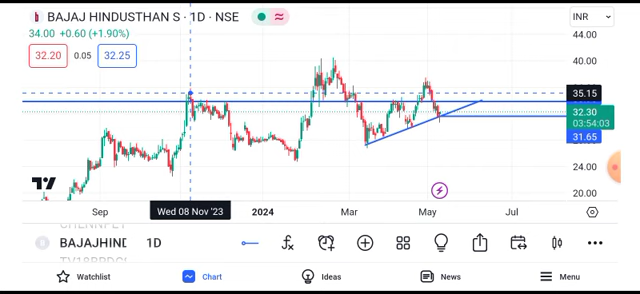 BAJAJ HINDUSTHAN S · 1D · NSE
INR
34.00 +0.60 (+1.90%)
44.00
32.20 0.05 32.25
40.00
35.15
32.30
03:54:03
31.65
24.00
20.00
Sep Wed 08 Nov '23 2024 Mar May Jul
BAJAJHIND 1D
Watchlist Chart Ideas News Menu